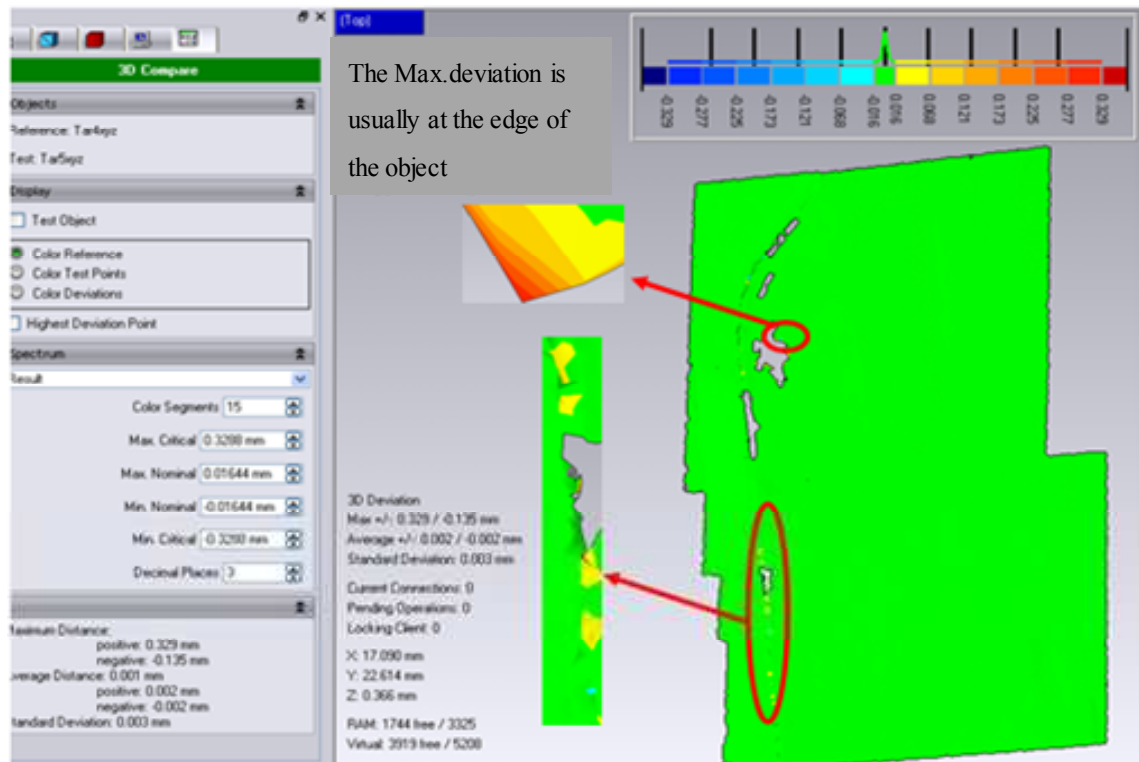 3D Compare
Objects
Reference: Tar4xyz
Test: Tar5xyz
Display
Test Object
Color Reference
Color Test Points
Color Deviations
Highest Deviation Point
Spectrum
Result
Color Segments 15
Max. Critical 0.3288 mm
Max. Nominal 0.01644 mm
Min. Nominal -0.01644 mm
Min. Critical -0.3288 mm
Decimal Places 3
Maximum Distance:
positive: 0.329 mm
negative: -0.135 mm
Average Distance: 0.001 mm
positive: 0.002 mm
negative: -0.002 mm
Standard Deviation: 0.003 mm
(Top)
The Max.deviation is
usually at the edge of
the object
-0.329 -0.277 -0.225 -0.173 -0.121 -0.068 -0.016 0.016 0.068 0.121 0.173 0.225 0.277 0.329
3D Deviation
Max +/-: 0.329 / -0.135 mm
Average +/-: 0.002 / -0.002 mm
Standard Deviation: 0.003 mm
Current Connections: 0
Pending Operations: 0
Locking Client: 0
X: 17.090 mm
Y: 22.614 mm
Z: 0.366 mm
RAM: 1744 free / 3325
Virtual: 3919 free / 5208